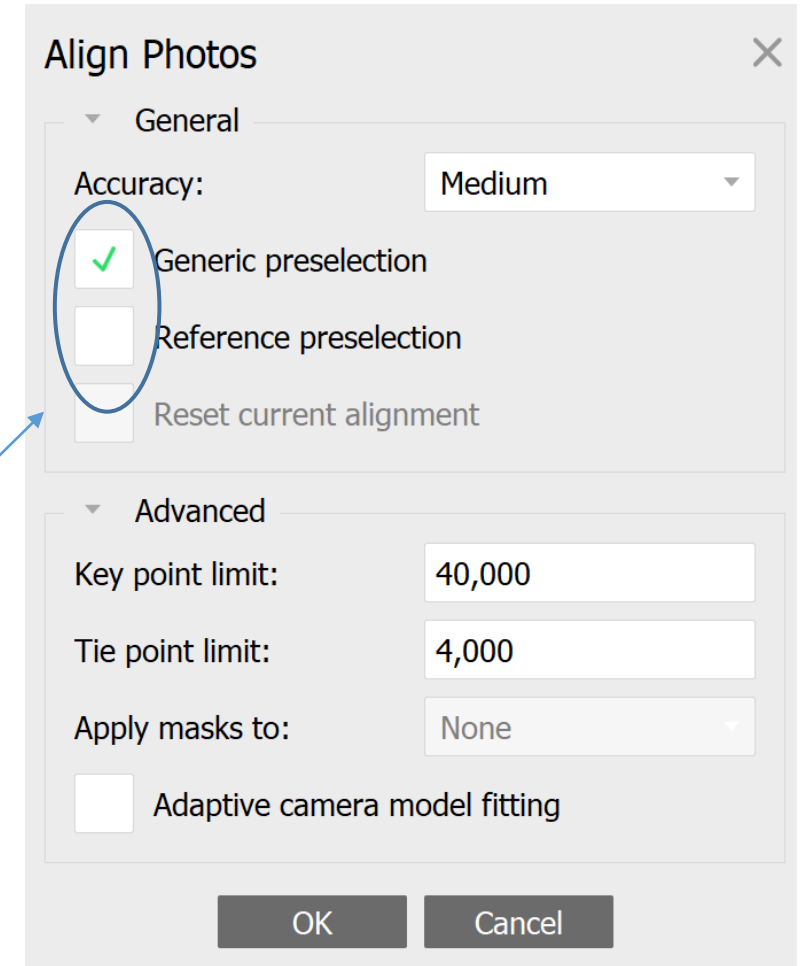 Align Photos
General
Accuracy: Medium
Generic preselection
Reference preselection
Reset current alignment
Advanced
Key point limit: 40,000
Tie point limit: 4,000
Apply masks to: None
Adaptive camera model fitting
OK Cancel